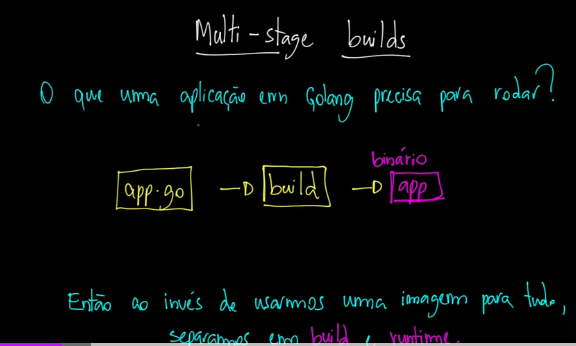 Multi-stage builds
O que uma aplicação em Golang precisa para rodar?
binário
app.go → build → app
Então ao invés de usarmos uma imagem para tudo,
separamos em build e runtime.